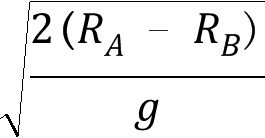 √(2(R_A – R_B)/g)